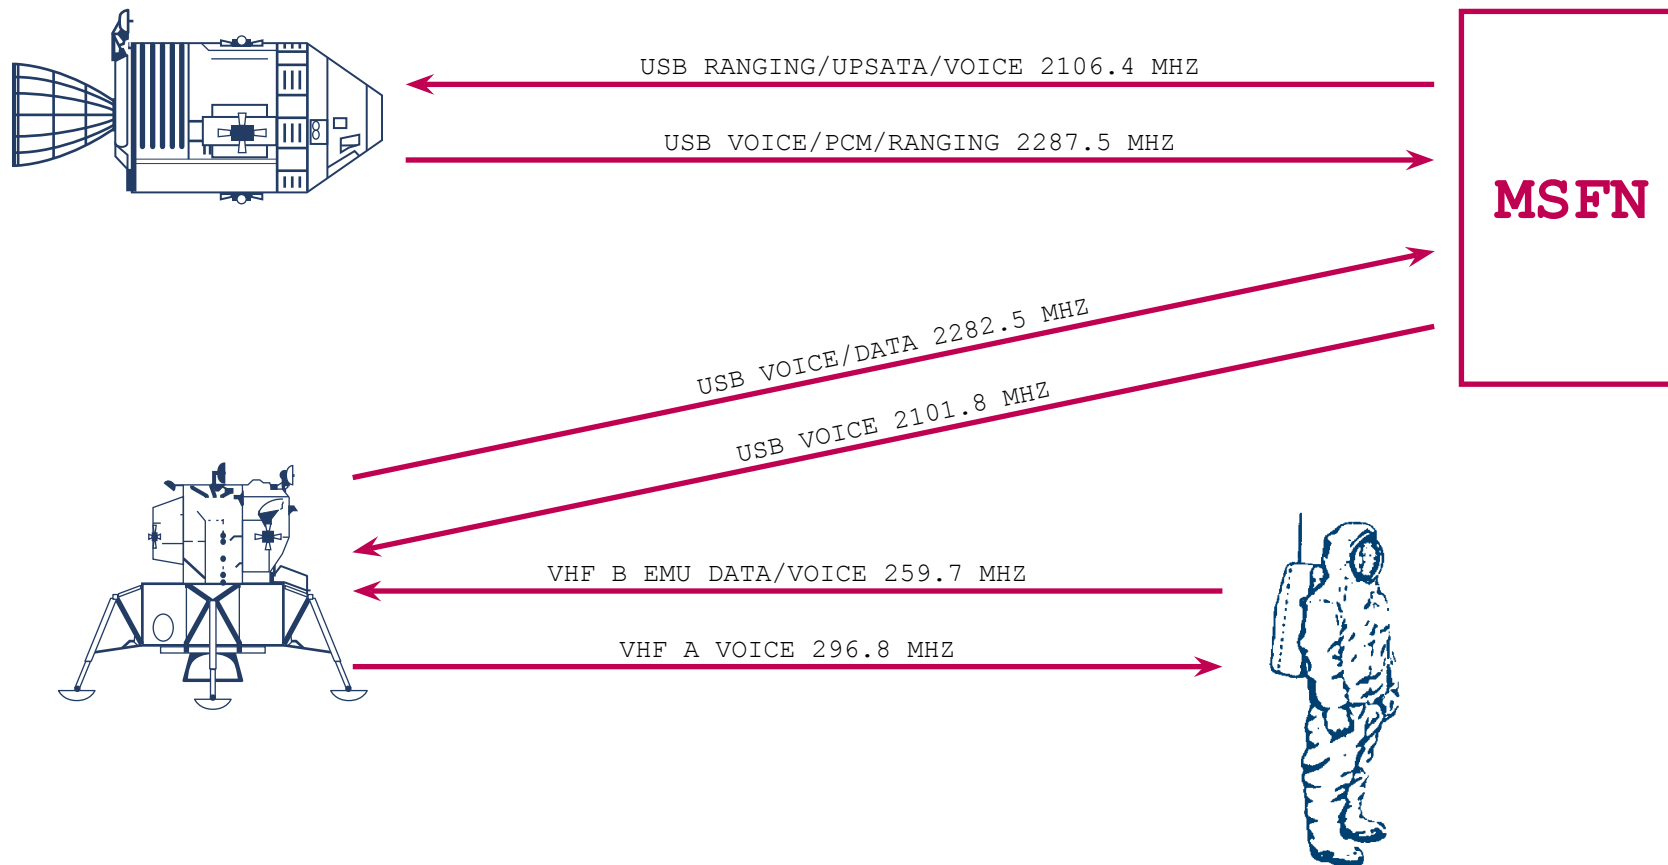 USB RANGING/UPSATA/VOICE 2106.4 MHZ
USB VOICE/PCM/RANGING 2287.5 MHZ
MSFN
USB VOICE/DATA 2282.5 MHZ
USB VOICE 2101.8 MHZ
VHF B EMU DATA/VOICE 259.7 MHZ
VHF A VOICE 296.8 MHZ